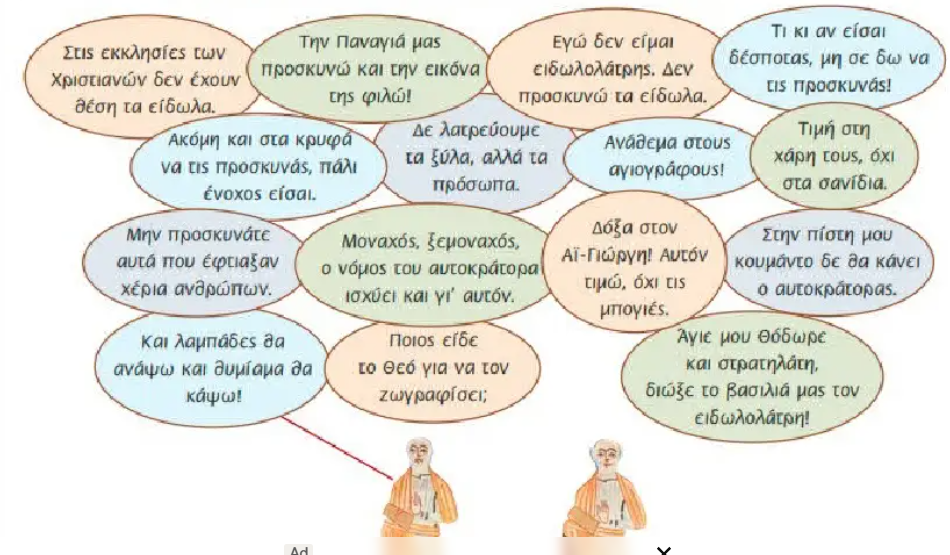 Στις εκκλησίες των
Χριστιανών δεν έχουν
θέση τα είδωλα.
Την Παναγιά μας
προσκυνώ και την εικόνα
της φιλώ!
Εγώ δεν είμαι
ειδωλολάτρης. Δεν
προσκυνώ τα είδωλα.
Τι κι αν είσαι
δέσποτας, μη σε δω να
τις προσκυνάς!
Ακόμη και στα κρυφά
να τις προσκυνάς, πάλι
ένοχος είσαι.
Δε λατρεύουμε
τα ξύλα, αλλά τα
πρόσωπα.
Ανάθεμα στους
αγιογράφους!
Τιμή στη
χάρη τους, όχι
στα σανίδια.
Μην προσκυνάτε
αυτά που έφτιαξαν
χέρια ανθρώπων.
Μοναχός, ξεμοναχός,
ο νόμος του αυτοκράτορα
ισχύει και γι' αυτόν.
Δόξα στον
Αϊ-Γιώργη! Αυτόν
τιμώ, όχι τις
μπογιές.
Στην πίστη μου
κουμάντο δε θα κάνει
ο αυτοκράτορας.
Και λαμπάδες θα
ανάψω και θυμίαμα θα
κάψω!
Ποιος είδε
το Θεό για να τον
ζωγραφίσει;
Άγιε μου Θόδωρε
και στρατηλάτη,
διώξε το βασιλιά μας τον
ειδωλολάτρη!
Ad